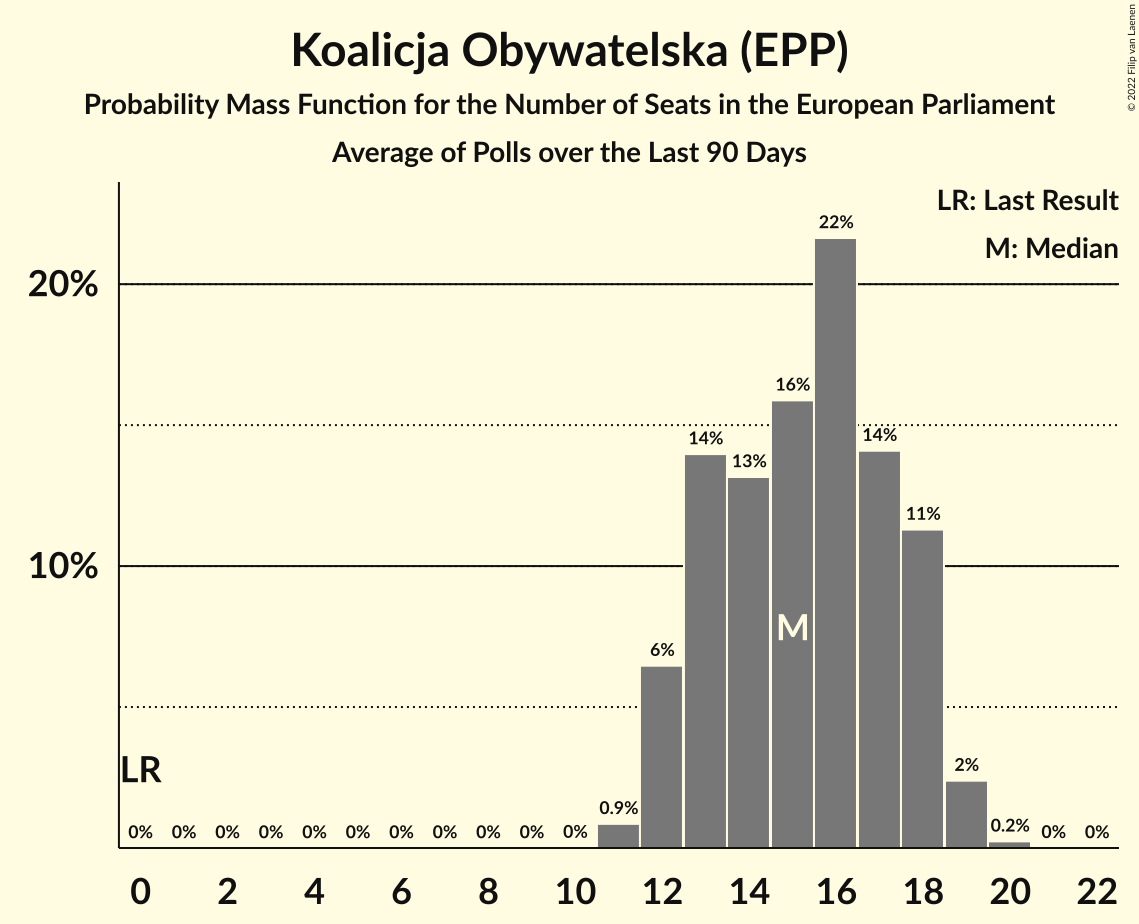 Koalicja Obywatelska (EPP)
Probability Mass Function for the Number of Seats in the European Parliament
Average of Polls over the Last 90 Days
© 2022 Filip van Laenen
LR: Last Result
M: Median
22%
20%
16%
14%
14%
13%
11%
10%
M
6%
LR
2%
0% 0% 0% 0% 0% 0% 0% 0% 0% 0% 0% 0.9% 0.2% 0% 0%
0 2 4 6 8 10 12 14 16 18 20 22